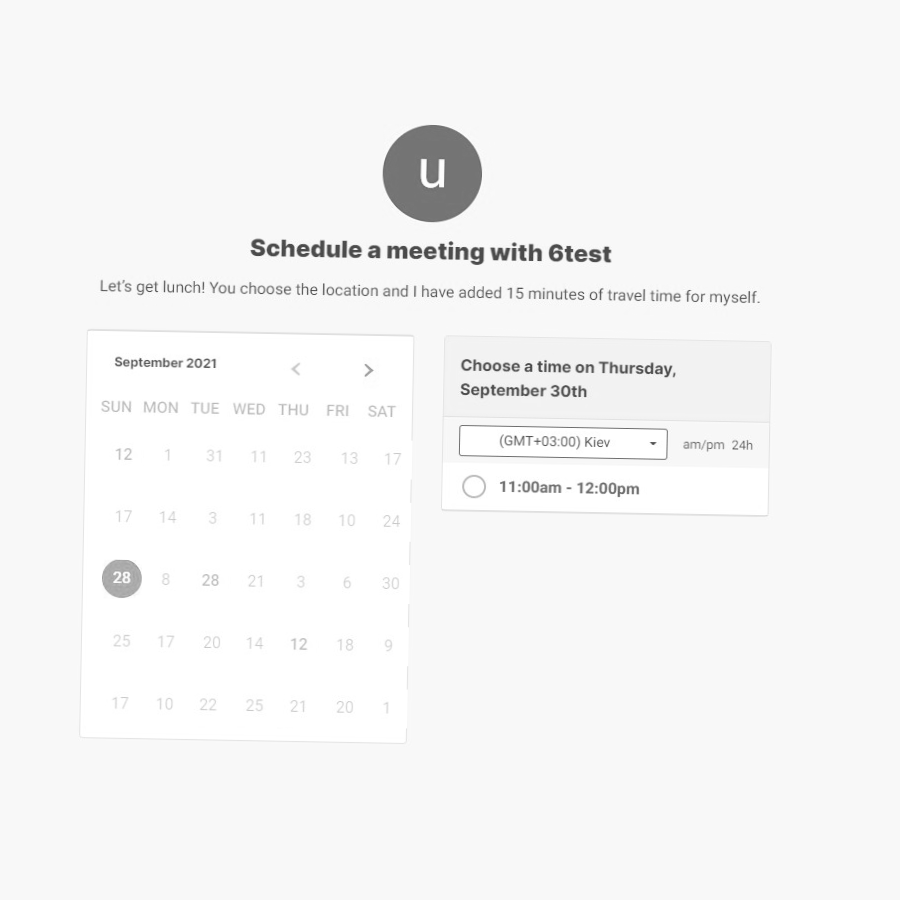 u
Schedule a meeting with 6test
Let's get lunch! You choose the location and I have added 15 minutes of travel time for myself.
September 2021
SUN MON TUE WED THU FRI SAT
12 1 31 11 23 13 17
17 14 3 11 18 10 24
28 8 28 21 3 6 30
25 17 20 14 12 18 9
17 10 22 25 21 20 1
Choose a time on Thursday,
September 30th
(GMT+03:00) Kiev am/pm 24h
11:00am - 12:00pm